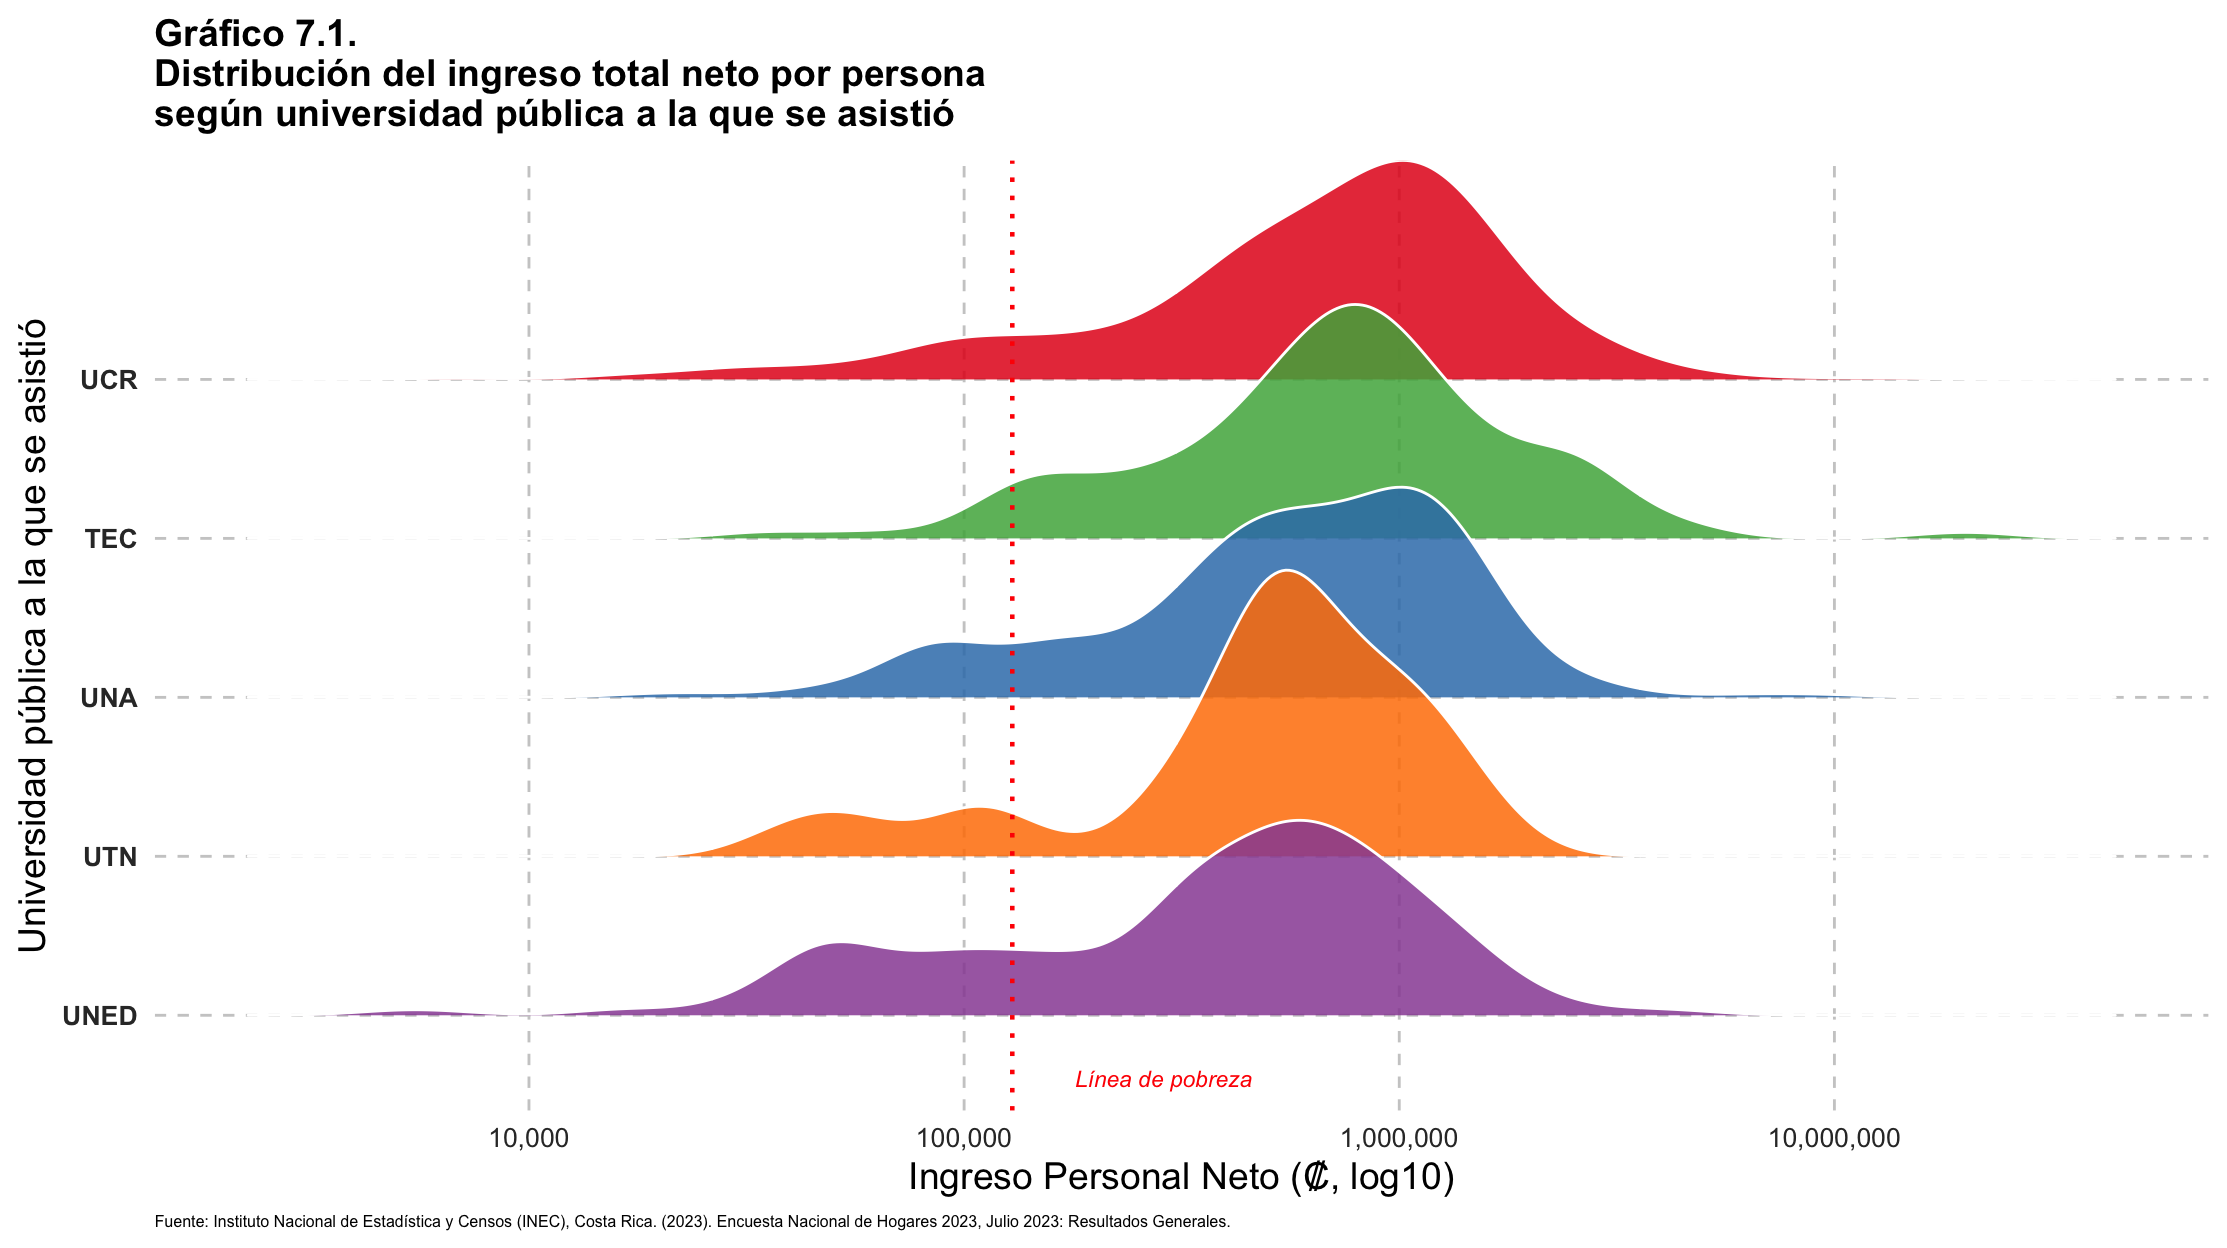 Gráfico 7.1.
Distribución del ingreso total neto por persona
según universidad pública a la que se asistió
Universidad pública a la que se asistió
UCR
TEC
UNA
UTN
UNED
Línea de pobreza
10,000
100,000
1,000,000
10,000,000
Ingreso Personal Neto (₡, log10)
Fuente: Instituto Nacional de Estadística y Censos (INEC), Costa Rica. (2023). Encuesta Nacional de Hogares 2023, Julio 2023: Resultados Generales.